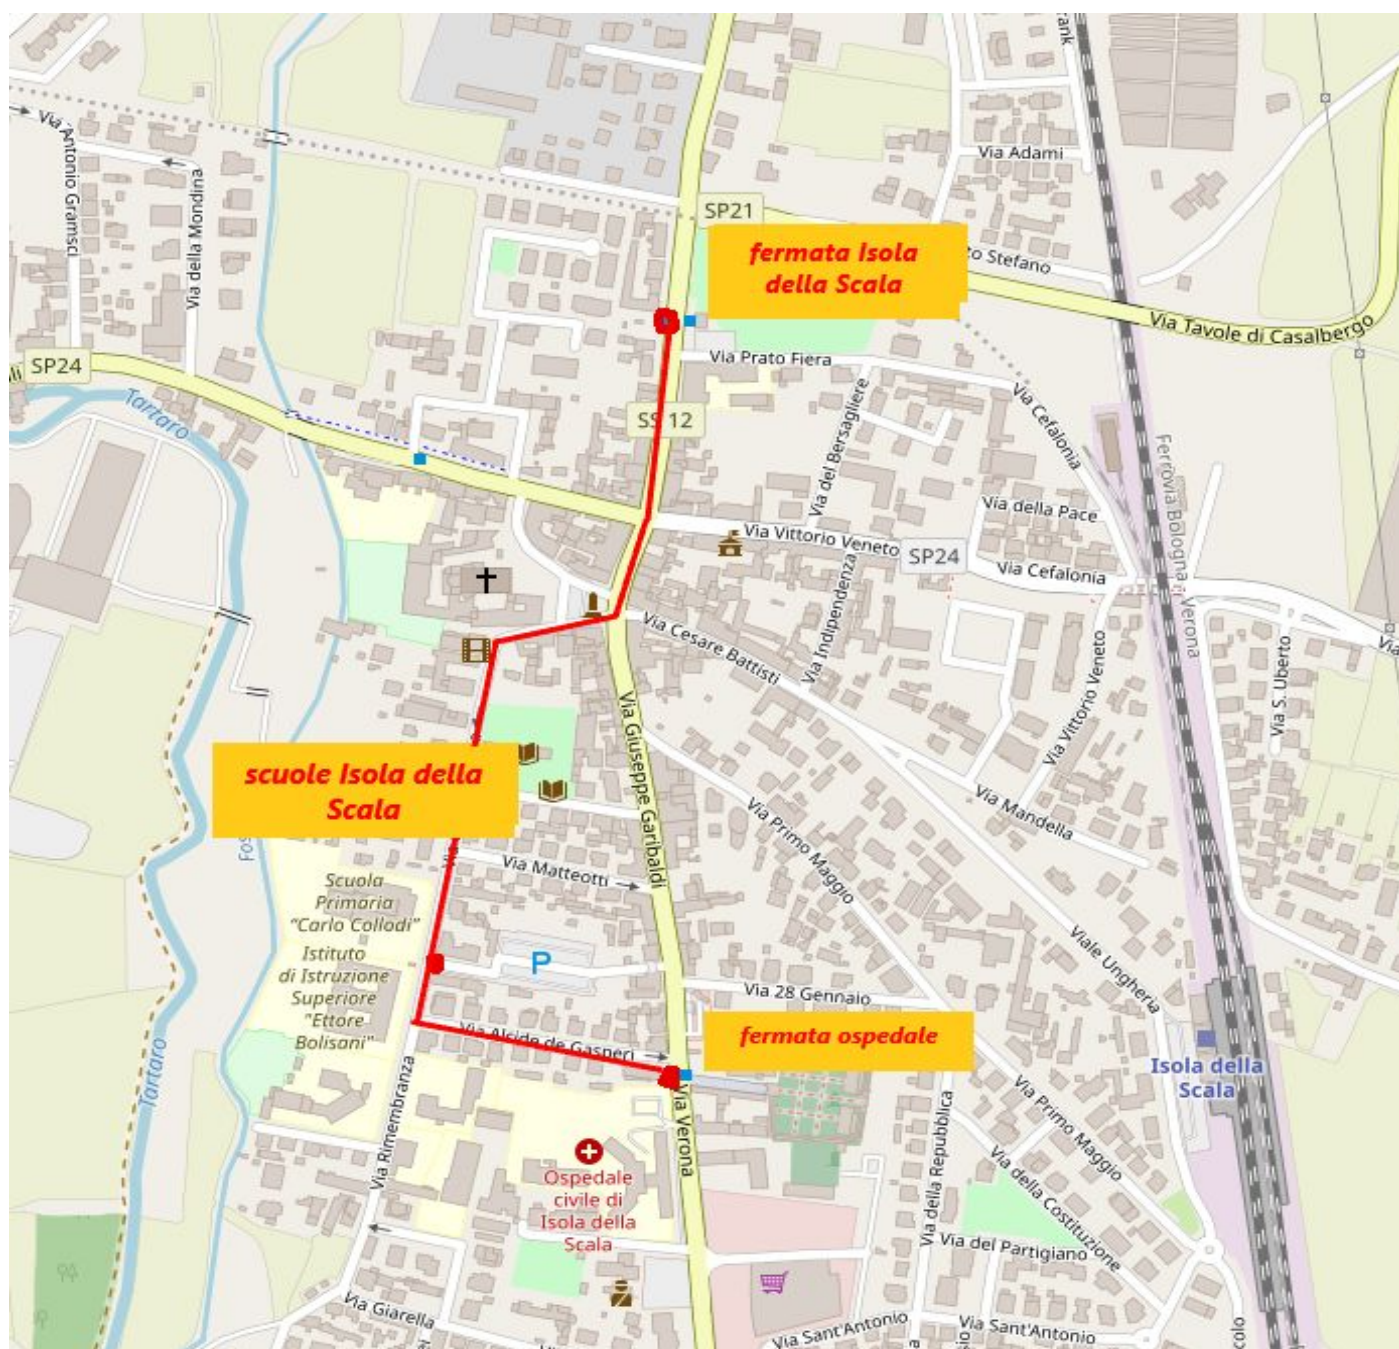 Via Antonio Gramsci
Via della Mondina
SP21
Via Adami
fermata Isola
della Scala
to Stefano
Via Tavole di Casalbergo
SP24
Tartaro
Via Prato Fiera
SS 12
Via del Bersagliere
Via Cefalonia
Ferrovia Bologna - Verona
Via della Pace
Via Vittorio Veneto
SP24
Via Cefalonia
Via Cesare Battisti
Via Indipendenza
Via Vittorio Veneto
Via S. Uberto
Via
Via Giuseppe Garibaldi
scuole Isola della
Scala
Via Primo Maggio
Via Mandella
Via Matteotti
Scuola
Primaria
"Carlo Collodi"
Istituto
di Istruzione
Superiore
"Ettore
Bolisani"
P
Viale Ungheria
Via 28 Gennaio
Via Alcide de Gasperi
fermata ospedale
Tartaro
Isola della
Scala
Via Rimembranza
Via Verona
Via Primo Maggio
Via della Repubblica
Via della Costituzione
Ospedale
civile di
Isola della
Scala
Via del Partigiano
Via Giarella
Via Sant'Antonio
Via Sant'Antonio